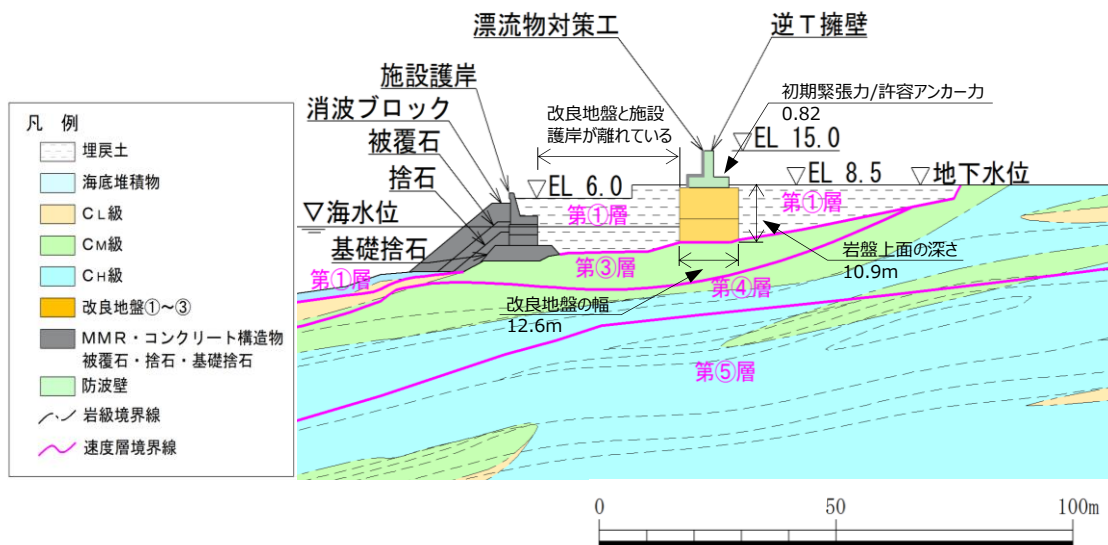 漂流物対策工
逆Ｔ擁壁
施設護岸
消波ブロック
被覆石
捨石
▽海水位
基礎捨石
改良地盤と施設
護岸が離れている
初期緊張力/許容アンカー力
0.82
▽ EL 15.0
▽ EL 6.0
▽ EL 8.5
▽ 地下水位
第①層
第①層
第①層
第③層
第④層
第⑤層
岩盤上面の深さ
10.9m
改良地盤の幅
12.6m
凡 例
埋戻土
海底堆積物
ＣL級
ＣM級
ＣH級
改良地盤①～③
ＭＭＲ・コンクリート構造物
被覆石・捨石・基礎捨石
防波壁
岩級境界線
速度層境界線
0
50
100m